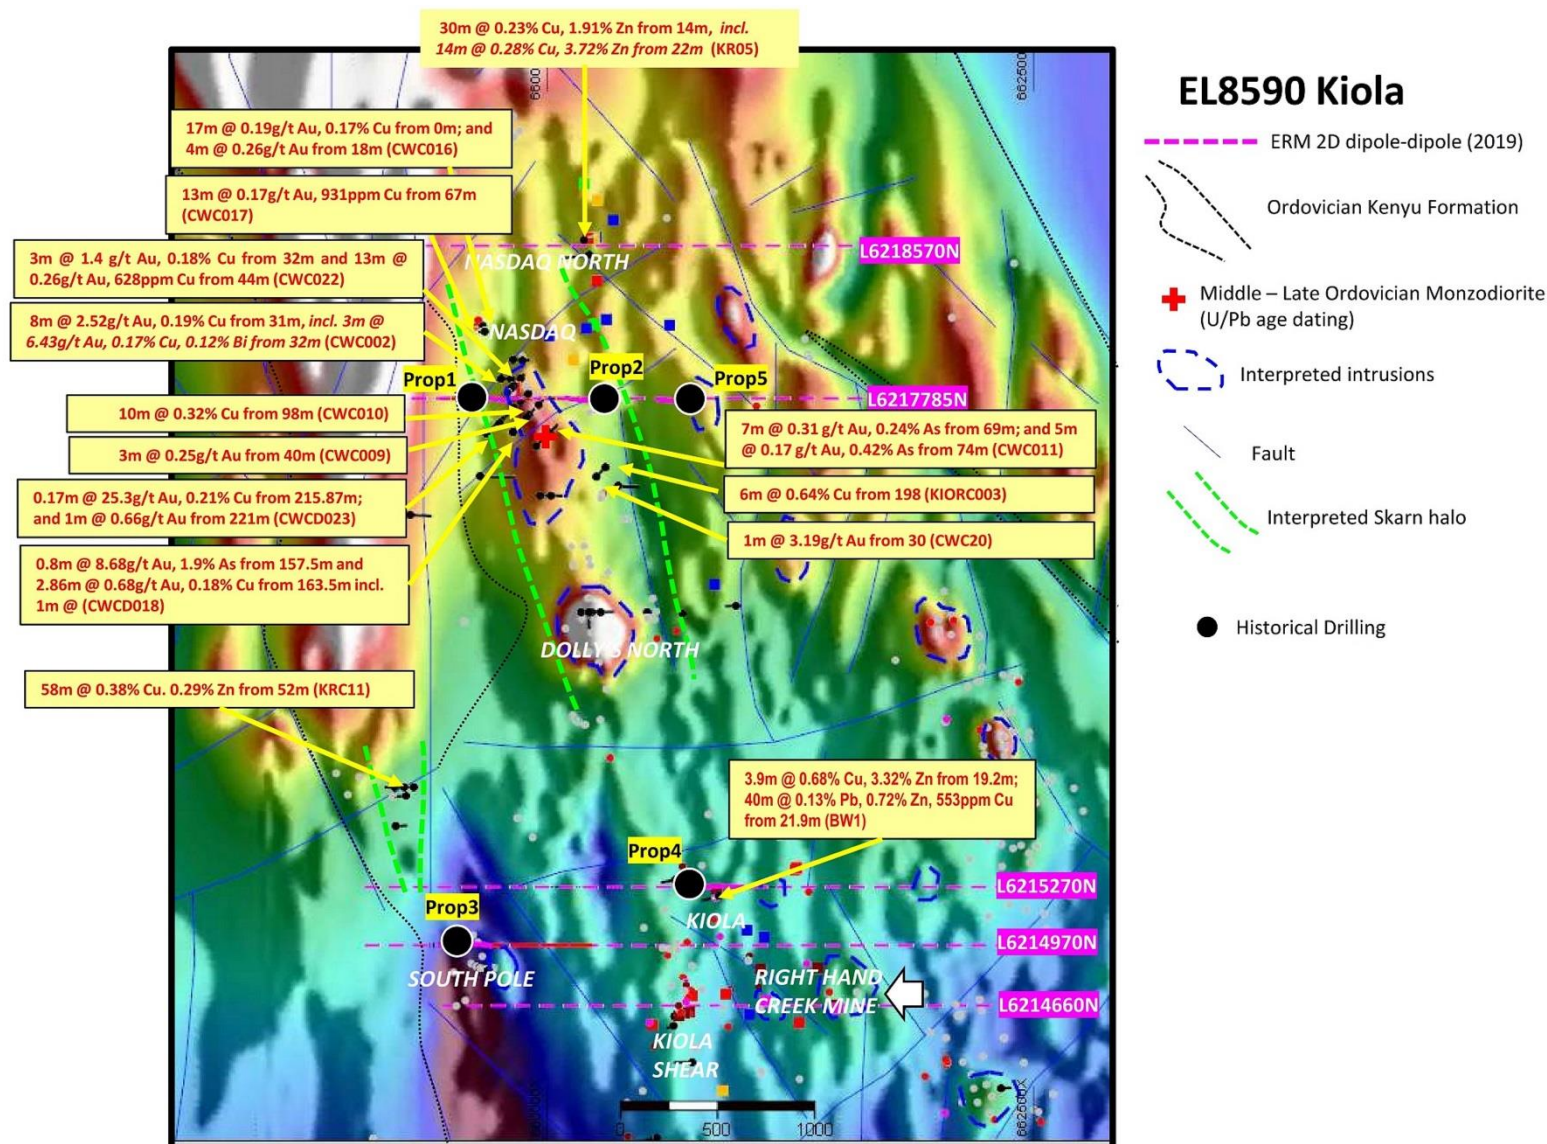 30m @ 0.23% Cu, 1.91% Zn from 14m, incl.
14m @ 0.28% Cu, 3.72% Zn from 22m (KR05)
EL8590 Kiola
ERM 2D dipole-dipole (2019)
Ordovician Kenyu Formation
Middle – Late Ordovician Monzodiorite
(U/Pb age dating)
Interpreted intrusions
Fault
Interpreted Skarn halo
Historical Drilling
17m @ 0.19g/t Au, 0.17% Cu from 0m; and
4m @ 0.26g/t Au from 18m (CWC016)
13m @ 0.17g/t Au, 931ppm Cu from 67m
(CWC017)
3m @ 1.4 g/t Au, 0.18% Cu from 32m and 13m @
0.26g/t Au, 628ppm Cu from 44m (CWC022)
8m @ 2.52g/t Au, 0.19% Cu from 31m, incl. 3m @
6.43g/t Au, 0.17% Cu, 0.12% Bi from 32m (CWC002)
10m @ 0.32% Cu from 98m (CWC010)
3m @ 0.25g/t Au from 40m (CWC009)
0.17m @ 25.3g/t Au, 0.21% Cu from 215.87m;
and 1m @ 0.66g/t Au from 221m (CWCD023)
0.8m @ 8.68g/t Au, 1.9% As from 157.5m and
2.86m @ 0.68g/t Au, 0.18% Cu from 163.5m incl.
1m @ (CWCD018)
58m @ 0.38% Cu. 0.29% Zn from 52m (KRC11)
7m @ 0.31 g/t Au, 0.24% As from 69m; and 5m
@ 0.17 g/t Au, 0.42% As from 74m (CWC011)
6m @ 0.64% Cu from 198 (KIORC003)
1m @ 3.19g/t Au from 30 (CWC20)
3.9m @ 0.68% Cu, 3.32% Zn from 19.2m;
40m @ 0.13% Pb, 0.72% Zn, 553ppm Cu
from 21.9m (BW1)
L6218570N
NASDAQ NORTH
NASDAQ
Prop1
Prop2
Prop5
L6217785N
DOLLY'S NORTH
Prop4
L6215270N
KIOLA
Prop3
L6214970N
SOUTH POLE
RIGHT HAND
CREEK MINE
L6214660N
KIOLA
SHEAR
0
500
1000